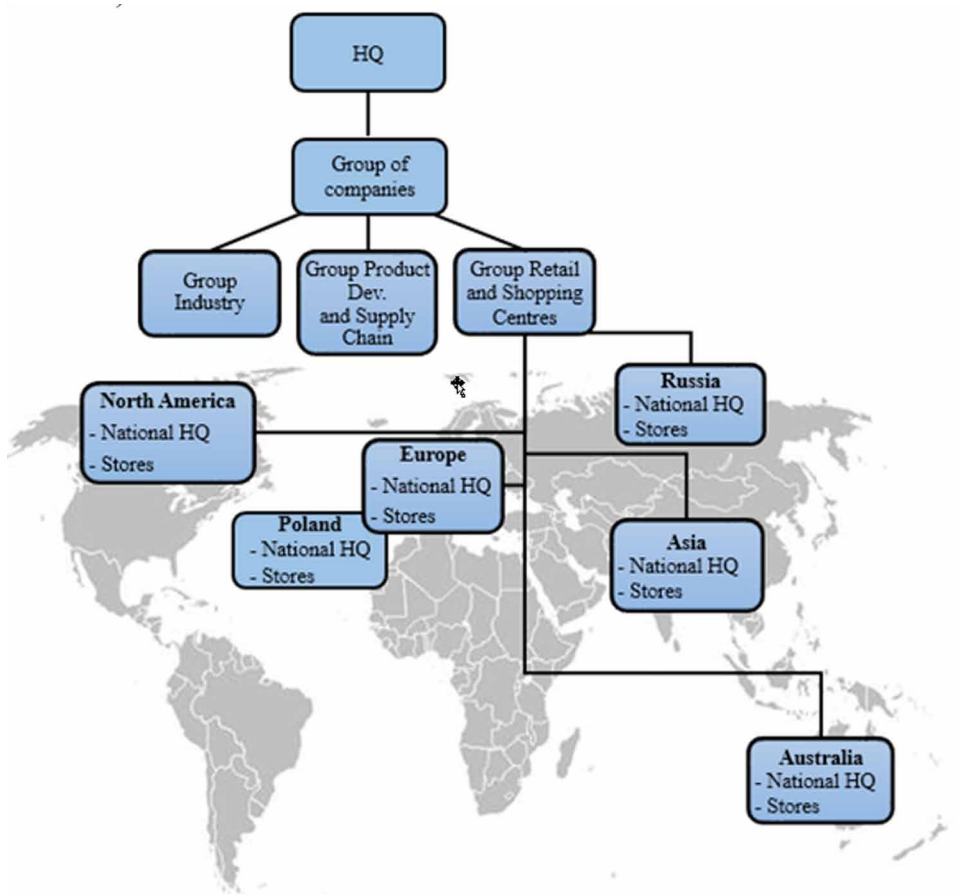 HQ
Group of
companies
Group
Industry
Group Product
Dev.
and Supply
Chain
Group Retail
and Shopping
Centres
Russia
- National HQ
- Stores
North America
- National HQ
- Stores
Europe
- National HQ
- Stores
Poland
- National HQ
- Stores
Asia
- National HQ
- Stores
Australia
- National HQ
- Stores